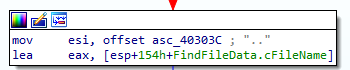 mov     esi, offset asc_40303C ; ".."
lea     eax, [esp+154h+FindFileData.cFileName]